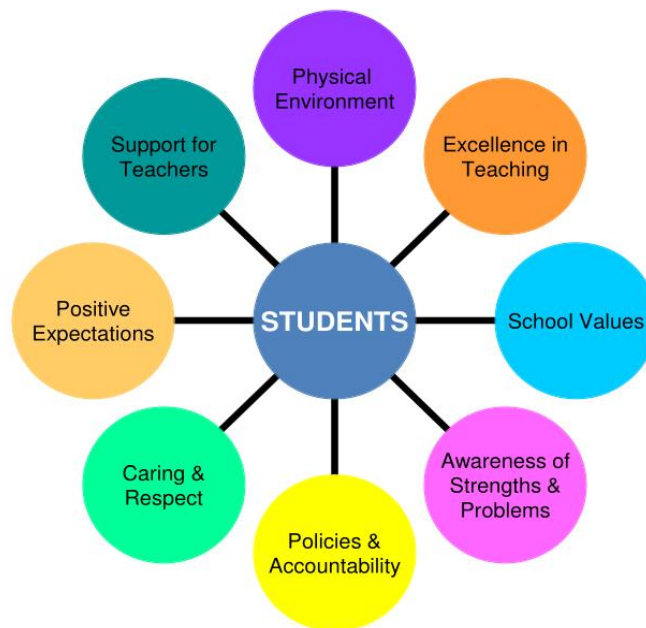 Physical
Environment
Support for
Teachers
Excellence in
Teaching
Positive
Expectations
STUDENTS
School Values
Caring &
Respect
Awareness of
Strengths &
Problems
Policies &
Accountability